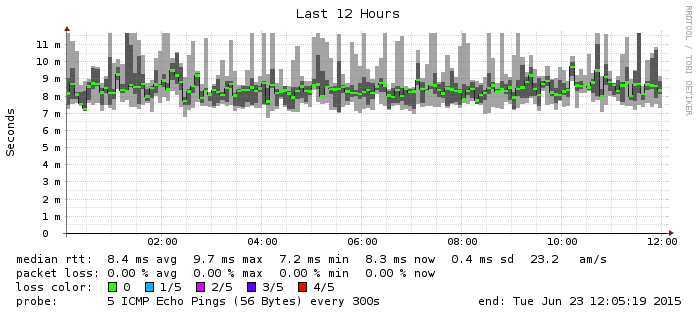 Last 12 Hours
RRDTOOL / TOBI OETIKER
Seconds
11 m
10 m
9 m
8 m
7 m
6 m
5 m
4 m
3 m
2 m
1 m
0
02:00 04:00 06:00 08:00 10:00 12:00
median rtt: 8.4 ms avg 9.7 ms max 7.2 ms min 8.3 ms now 0.4 ms sd 23.2 am/s
packet loss: 0.00 % avg 0.00 % max 0.00 % min 0.00 % now
loss color: 0 1/5 2/5 3/5 4/5
probe: 5 ICMP Echo Pings (56 Bytes) every 300s end: Tue Jun 23 12:05:19 2015